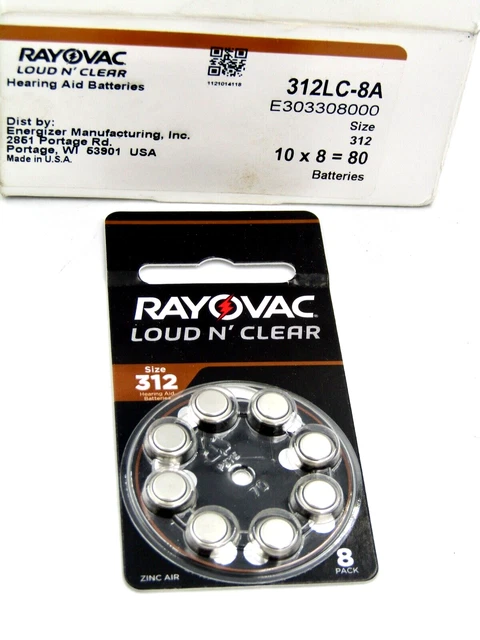 RAYOVAC
LOUD N' CLEAR
Hearing Aid Batteries
1121014118
312LC-8A
E303308000
Size
312
10 x 8 = 80
Batteries
Dist by:
Energizer Manufacturing, Inc.
2851 Portage Rd.
Portage, WI 53901 USA
Made in U.S.A.
RAYOVAC
LOUD N' CLEAR
Size
312
Hearing Aid
Batteries
8
PACK
ZINC AIR